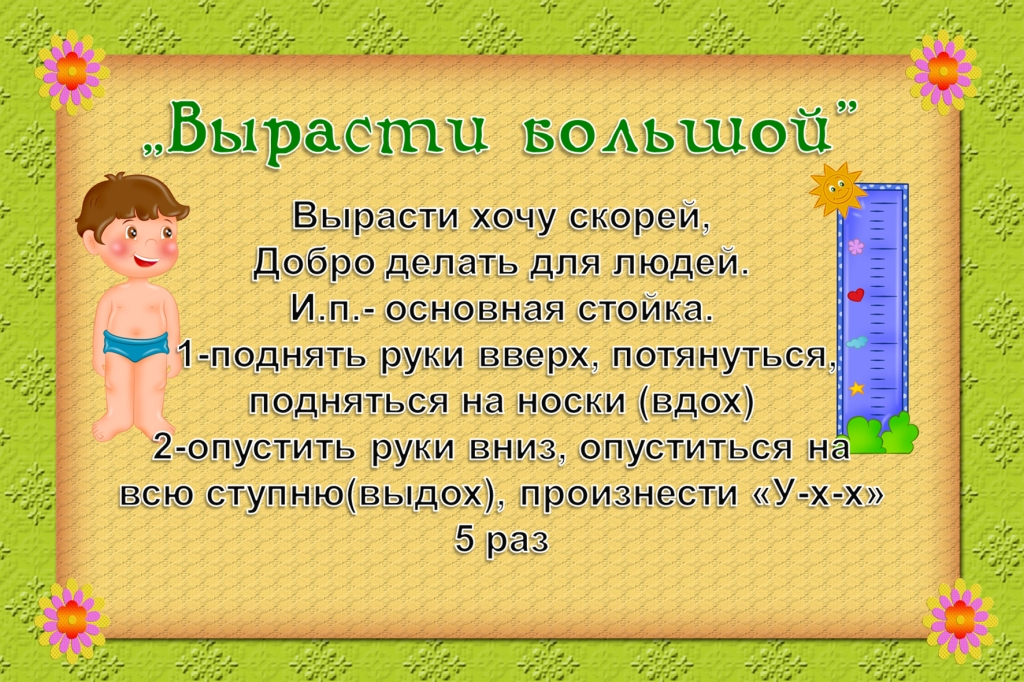 „Вырасти большой”
Вырасти хочу скорей,
Добро делать для людей.
И.п.- основная стойка.
1-поднять руки вверх, потянуться,
подняться на носки (вдох)
2-опустить руки вниз, опуститься на
всю ступню(выдох), произнести «У-х-х»
5 раз